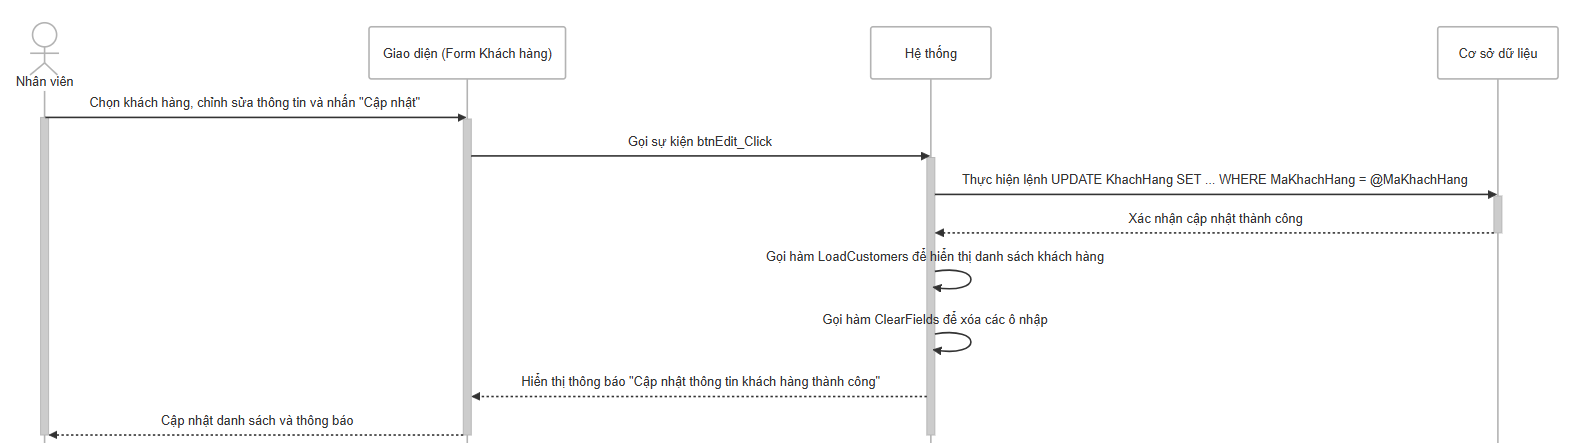 Nhân viên
Giao diện (Form Khách hàng)
Hệ thống
Cơ sở dữ liệu
Chọn khách hàng, chỉnh sửa thông tin và nhấn "Cập nhật"
Gọi sự kiện btnEdit_Click
Thực hiện lệnh UPDATE KhachHang SET ... WHERE MaKhachHang = @MaKhachHang
Xác nhận cập nhật thành công
Gọi hàm LoadCustomers để hiển thị danh sách khách hàng
Gọi hàm ClearFields để xóa các ô nhập
Hiển thị thông báo "Cập nhật thông tin khách hàng thành công"
Cập nhật danh sách và thông báo